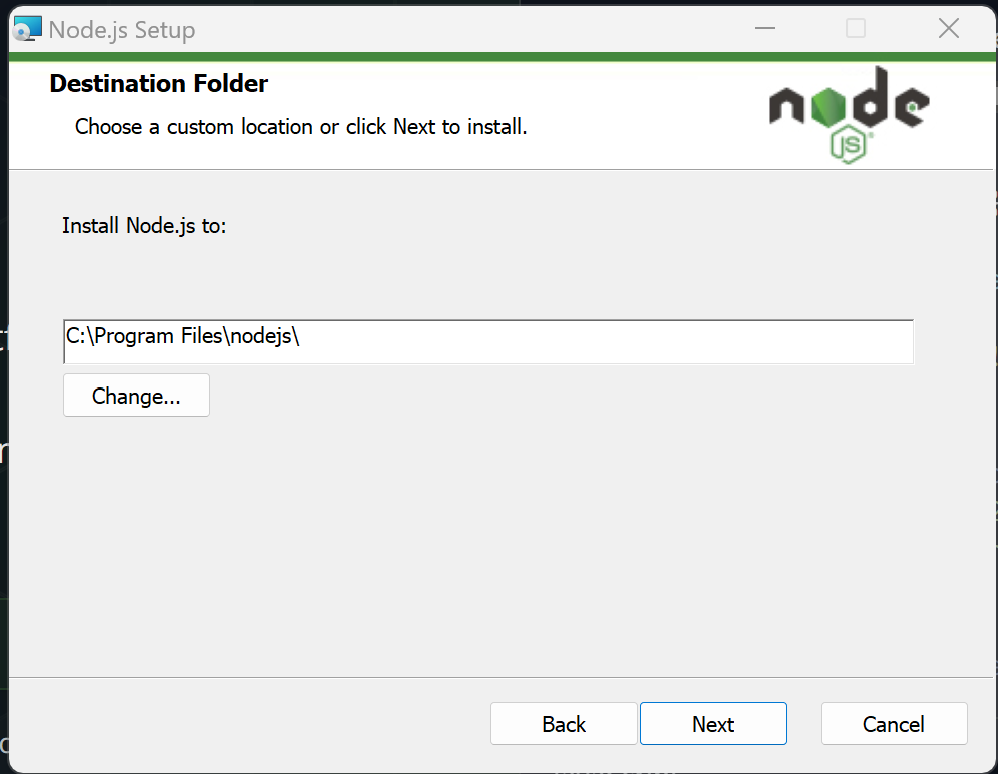 Node.js Setup
Destination Folder
Choose a custom location or click Next to install.
node
JS
Install Node.js to:
C:\Program Files\nodejs\
Change...
Back
Next
Cancel